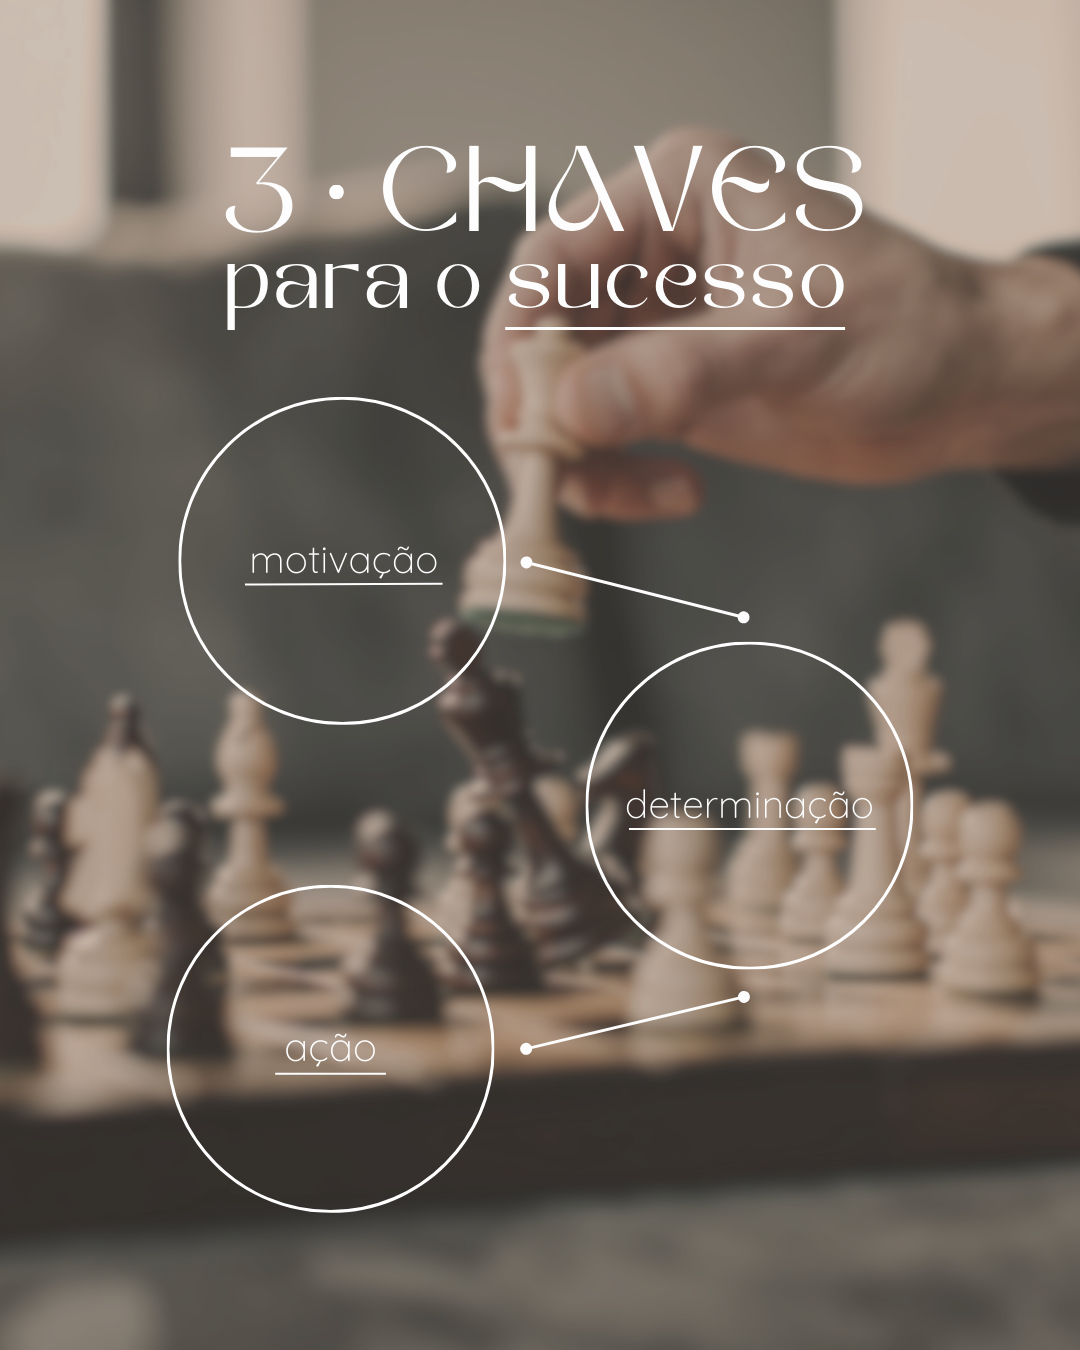 3 • CHAVES
para o sucesso
motivação
determinação
ação